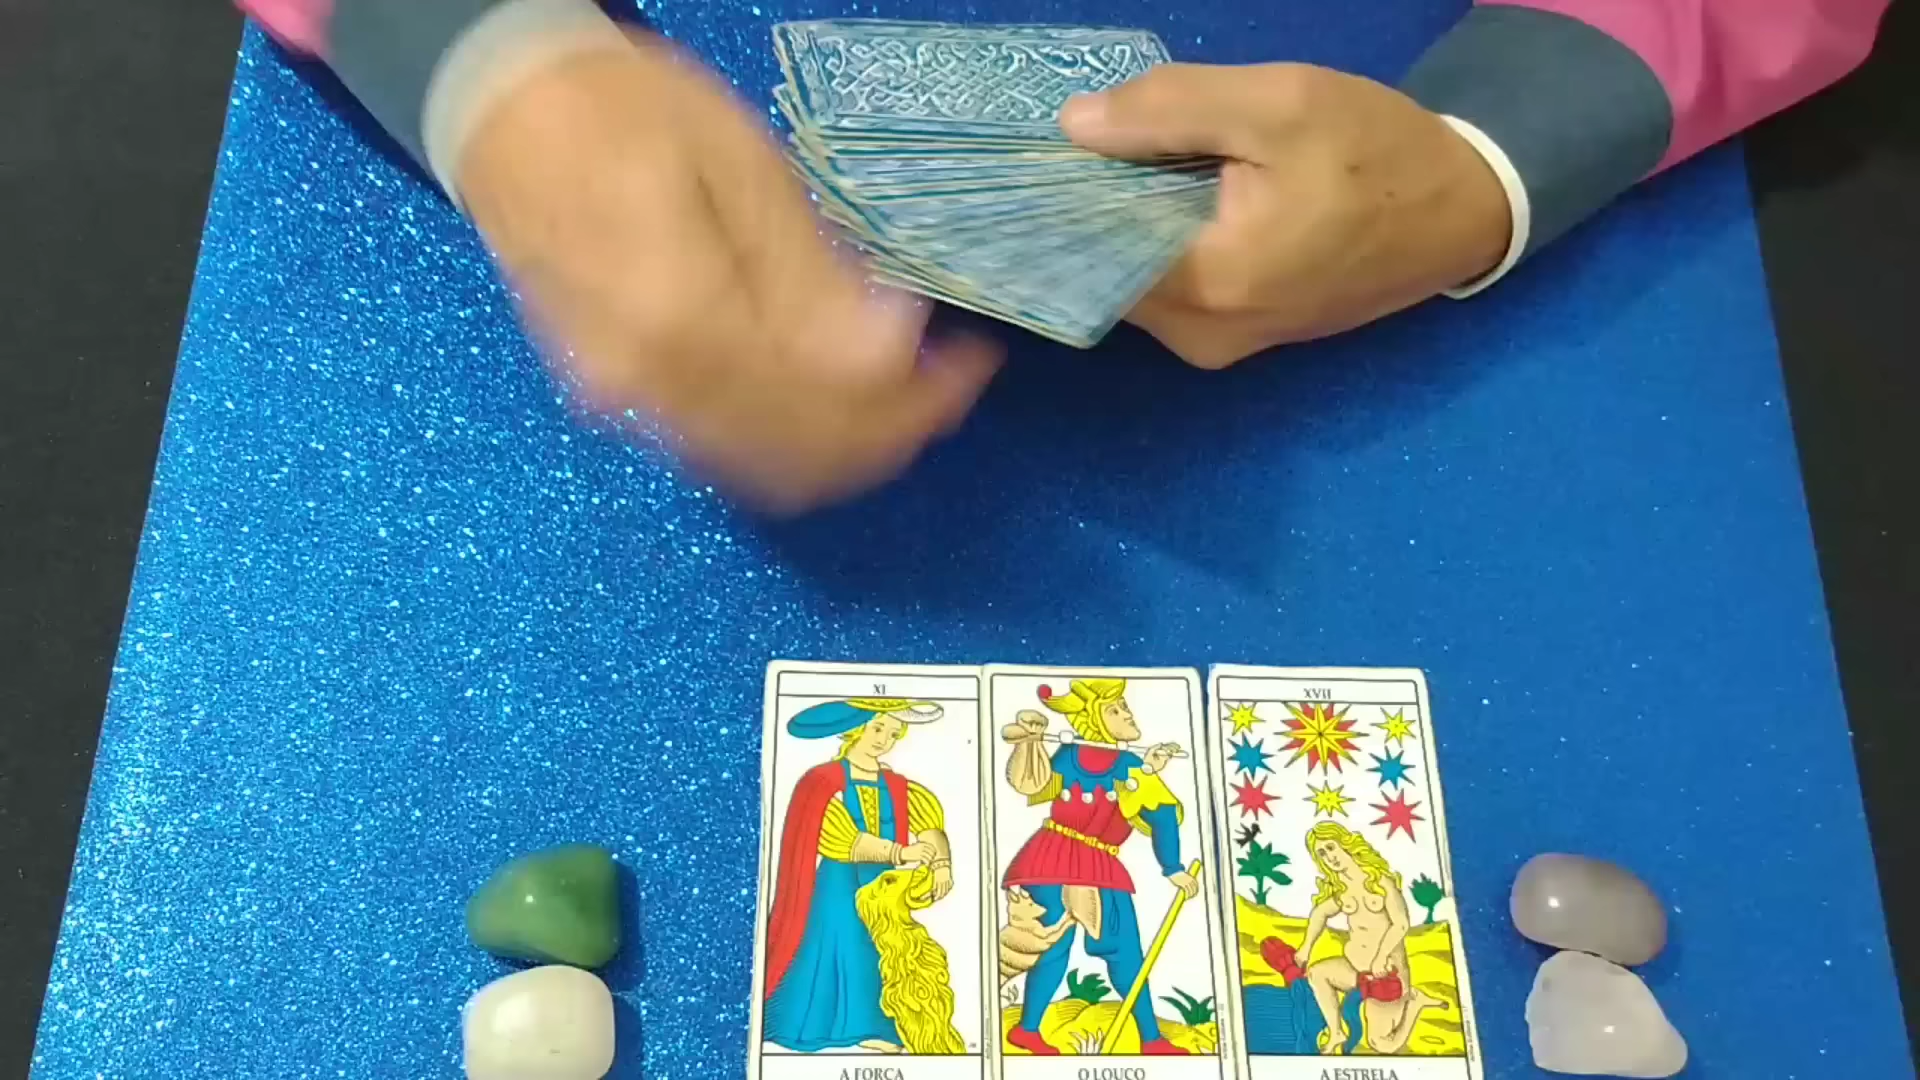 XI
XVII
A FORÇA
O LOUCO
A ESTRELA